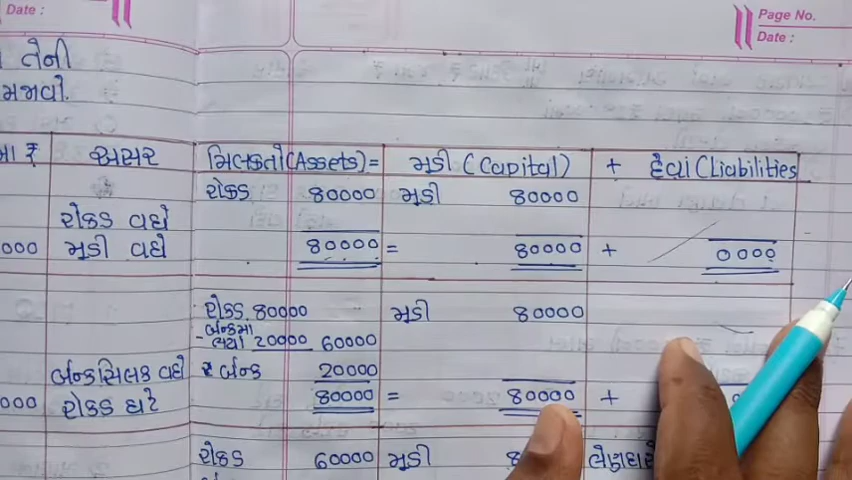 Date :
Page No.
Date :
તેની
મજાવો.
મા ₹ અસર મિલકતો (Assets) = મૂડી (Capital) + દેવાં (Liabilities
રોકડ 80000 મૂડી 80000
રોકડ વધે
000 મૂડી વધે 80000 = 80000 + 0000
રોકડ 80000 મૂડી 80000
- બૅન્કમાં
ભર્યા 20000 60000
બૅન્કસિલક વધે * બૅન્ક 20000
000 રોકડ ઘટે 80000 = 80000 +
રોકડ 60000 મૂડી 8 લેણદારો